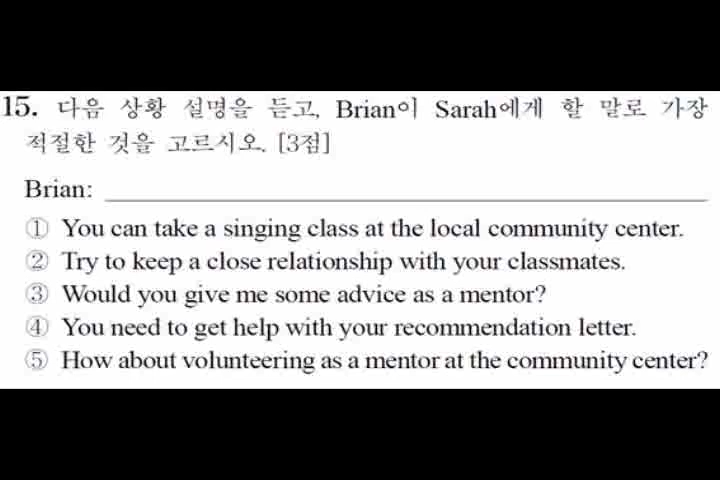 15. 다음 상황 설명을 듣고, Brian이 Sarah에게 할 말로 가장
적절한 것을 고르시오. [3점]
Brian:
① You can take a singing class at the local community center.
② Try to keep a close relationship with your classmates.
③ Would you give me some advice as a mentor?
④ You need to get help with your recommendation letter.
⑤ How about volunteering as a mentor at the community center?